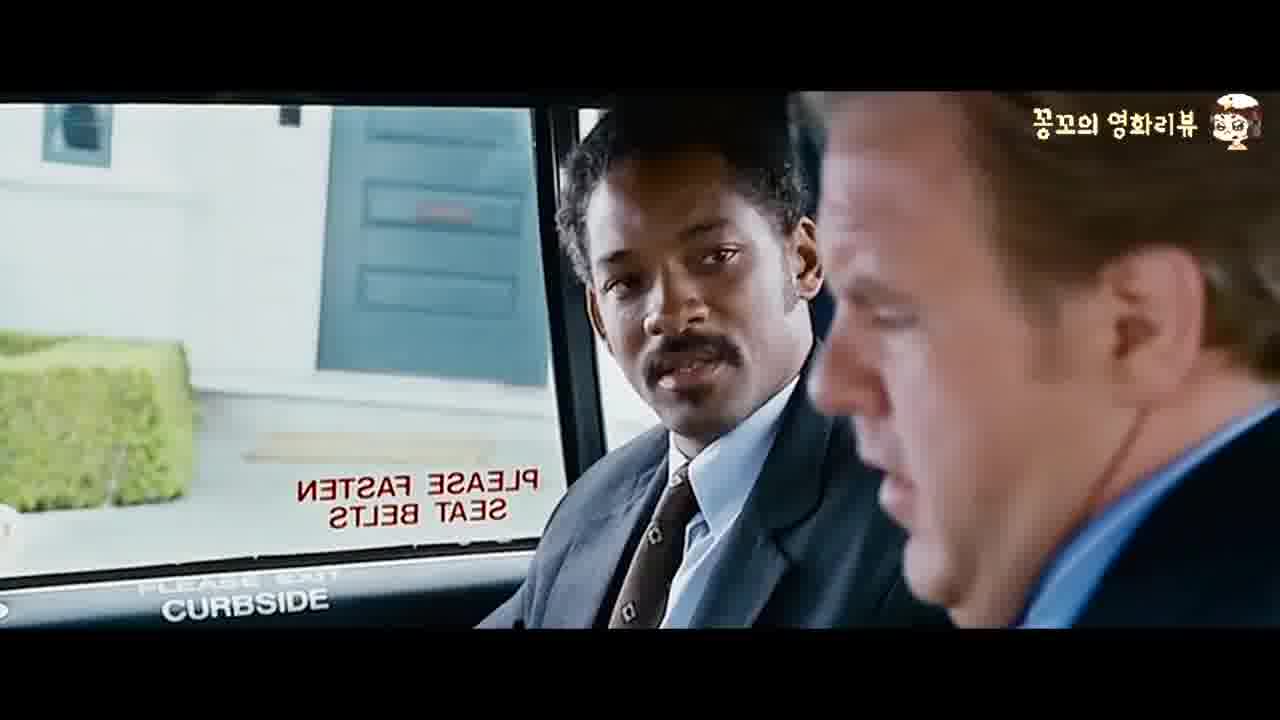 꽁꼬의 영화리뷰
PLEASE FASTEN
SEAT BELTS
PLEASE EXIT
CURBSIDE